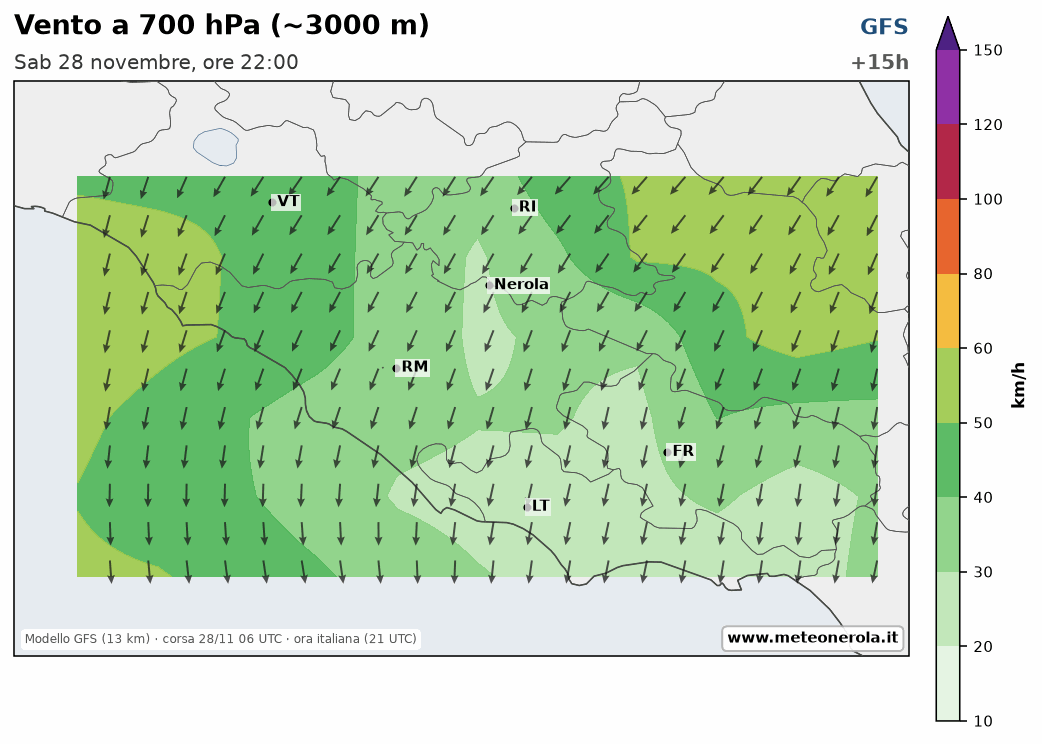 Vento a 700 hPa (~3000 m)
GFS
Sab 28 novembre, ore 22:00
+15h
VT
RI
Nerola
RM
FR
LT
Modello GFS (13 km) · corsa 28/11 06 UTC · ora italiana (21 UTC)
www.meteonerola.it
150
120
100
80
60
50
40
30
20
10
km/h